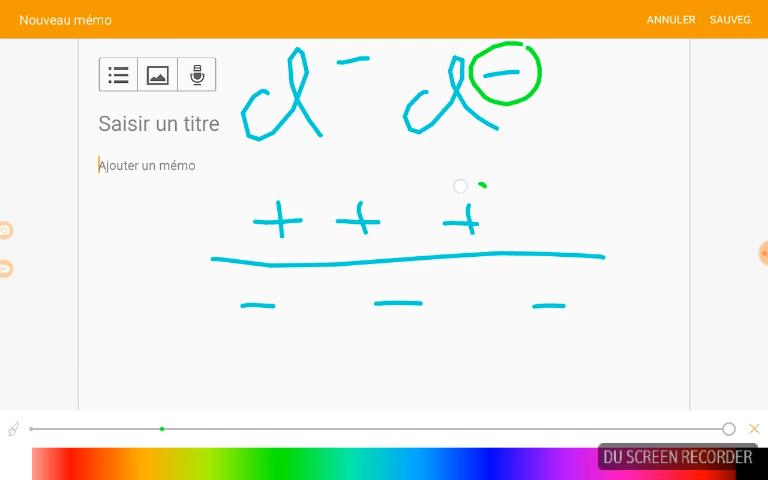 Nouveau mémo
ANNULER SAUVEG.
Saisir un titre
Ajouter un mémo
d⁻ d⁻
+ + +
− − −
DU SCREEN RECORDER